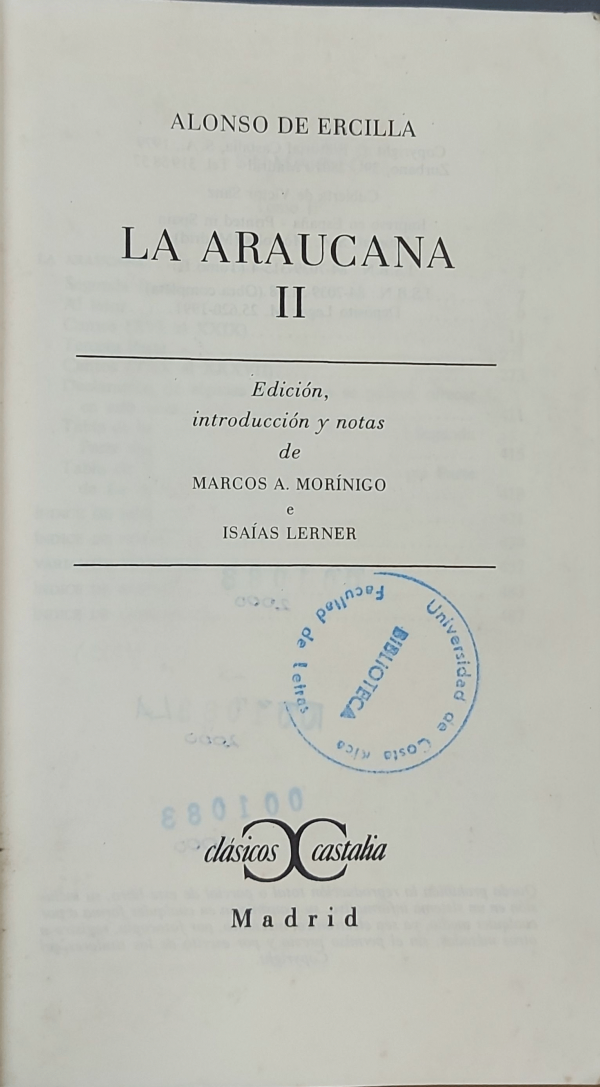 ALONSO DE ERCILLA
LA ARAUCANA
II
Edición,
introducción y notas
de
MARCOS A. MORÍNIGO
e
ISAÍAS LERNER
Universidad de Costa Rica
Facultad de Letras
BIBLIOTECA
001083
clásicos castalia
Madrid